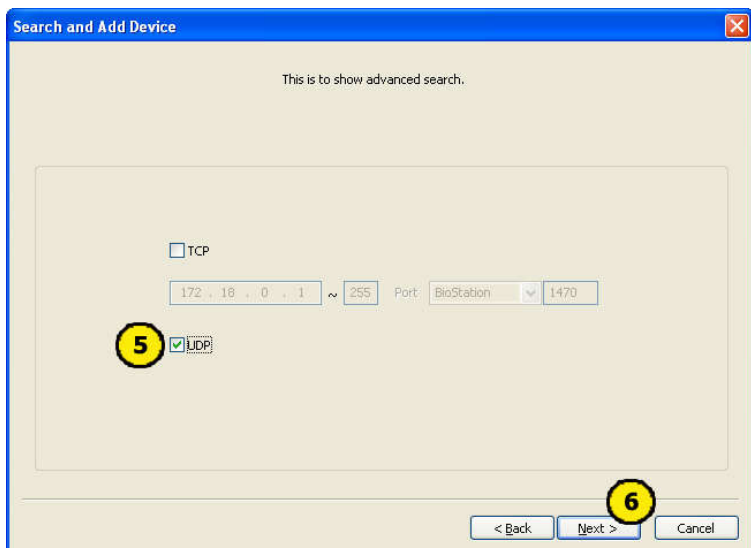 Search and Add Device
This is to show advanced search.
TCP
172 . 18 . 0 . 1 ~ 255 Port BioStation 1470
5 UDP
6
< Back Next > Cancel